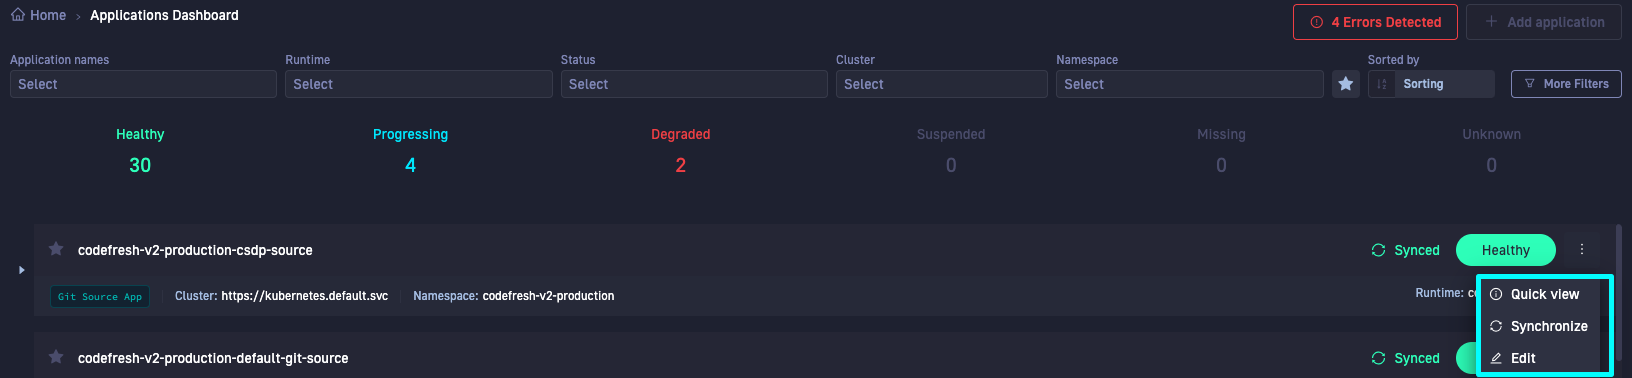 Home > Applications Dashboard
4 Errors Detected
+ Add application
Application names
Runtime
Status
Cluster
Namespace
Sorted by
Select
Select
Select
Select
Select
Sorting
More Filters
Healthy
Progressing
Degraded
Suspended
Missing
Unknown
30
4
2
0
0
0
codefresh-v2-production-csdp-source
Synced
Healthy
Git Source App
Cluster: https://kubernetes.default.svc
Namespace: codefresh-v2-production
Runtime:
Quick view
Synchronize
Edit
codefresh-v2-production-default-git-source
Synced